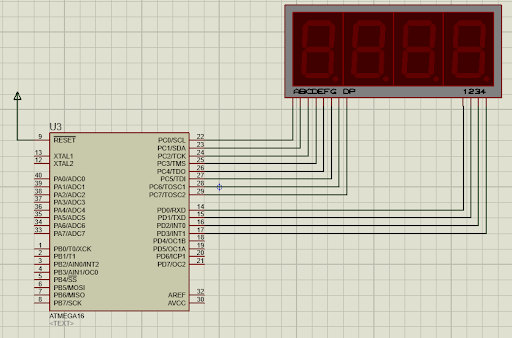 ABCDEFG DP 1234
U3
9 RESET PC0/SCL 22
PC1/SDA 23
13 XTAL1 PC2/TCK 24
12 XTAL2 PC3/TMS 25
PC4/TDO 26
40 PA0/ADC0 PC5/TDI 27
39 PA1/ADC1 PC6/TOSC1 28
38 PA2/ADC2 PC7/TOSC2 29
37 PA3/ADC3
36 PA4/ADC4 PD0/RXD 14
35 PA5/ADC5 PD1/TXD 15
34 PA6/ADC6 PD2/INT0 16
33 PA7/ADC7 PD3/INT1 17
PD4/OC1B 18
1 PB0/T0/XCK PD5/OC1A 19
2 PB1/T1 PD6/ICP1 20
3 PB2/AIN0/INT2 PD7/OC2 21
4 PB3/AIN1/OC0
5 PB4/SS
6 PB5/MOSI
7 PB6/MISO AREF 32
8 PB7/SCK AVCC 30
ATMEGA16
<TEXT>